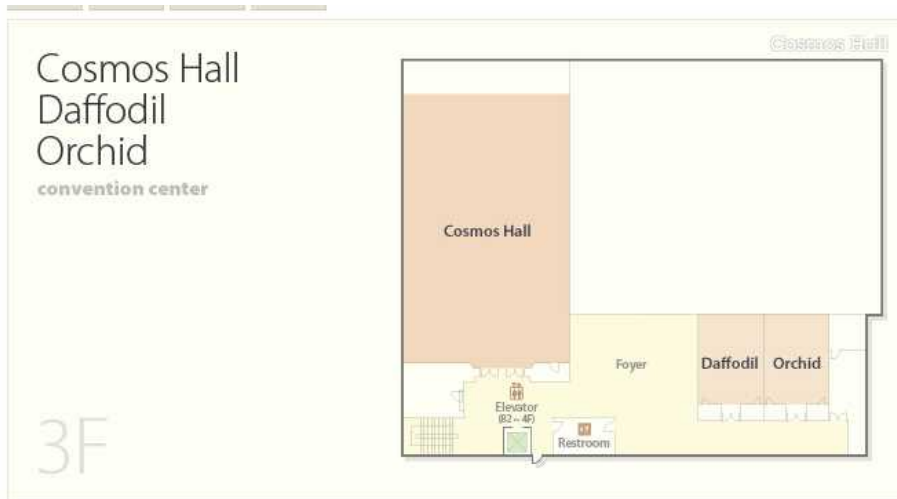 Cosmos Hall
Cosmos Hall
Daffodil
Orchid
convention center
Cosmos Hall
Foyer
Daffodil
Orchid
Elevator
(B2~4F)
Restroom
3F